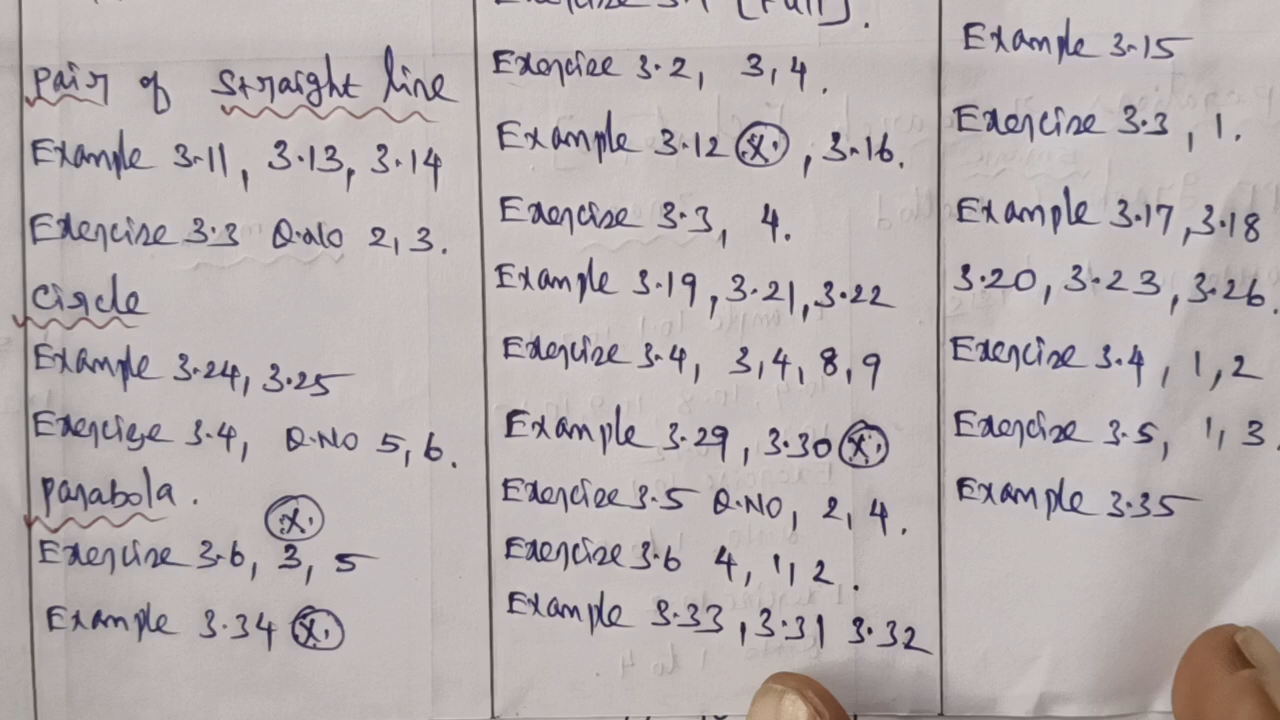 Pair of Straight line
Example 3.11, 3.13, 3.14
Exercise 3.3 Q.No 2, 3.
Circle
Example 3.24, 3.25
Exercise 3.4, Q.No 5, 6.
Parabola.
(X.)
Exercise 3.6, 3, 5
Example 3.34 (X.)
Exercise 3.1 [Full].
Exercise 3.2, 3, 4.
Example 3.12 (X.), 3.16.
Exercise 3.3, 4.
Example 3.19, 3.21, 3.22
Exercise 3.4, 3, 4, 8, 9
Example 3.29, 3.30 (X.)
Exercise 3.5 Q.No, 2, 4.
Exercise 3.6 4, 1, 2.
Example 3.33, 3.31 3.32
Example 3.15
Exercise 3.3, 1.
Example 3.17, 3.18
3.20, 3.23, 3.26.
Exercise 3.4, 1, 2
Exercise 3.5, 1, 3.
Example 3.35